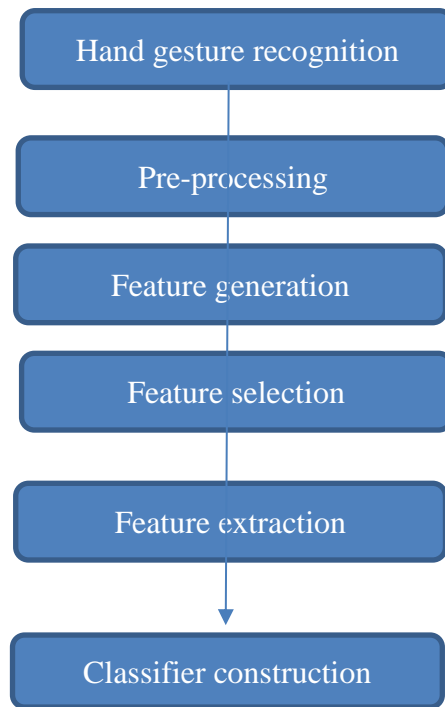 Hand gesture recognition
Pre-processing
Feature generation
Feature selection
Feature extraction
Classifier construction